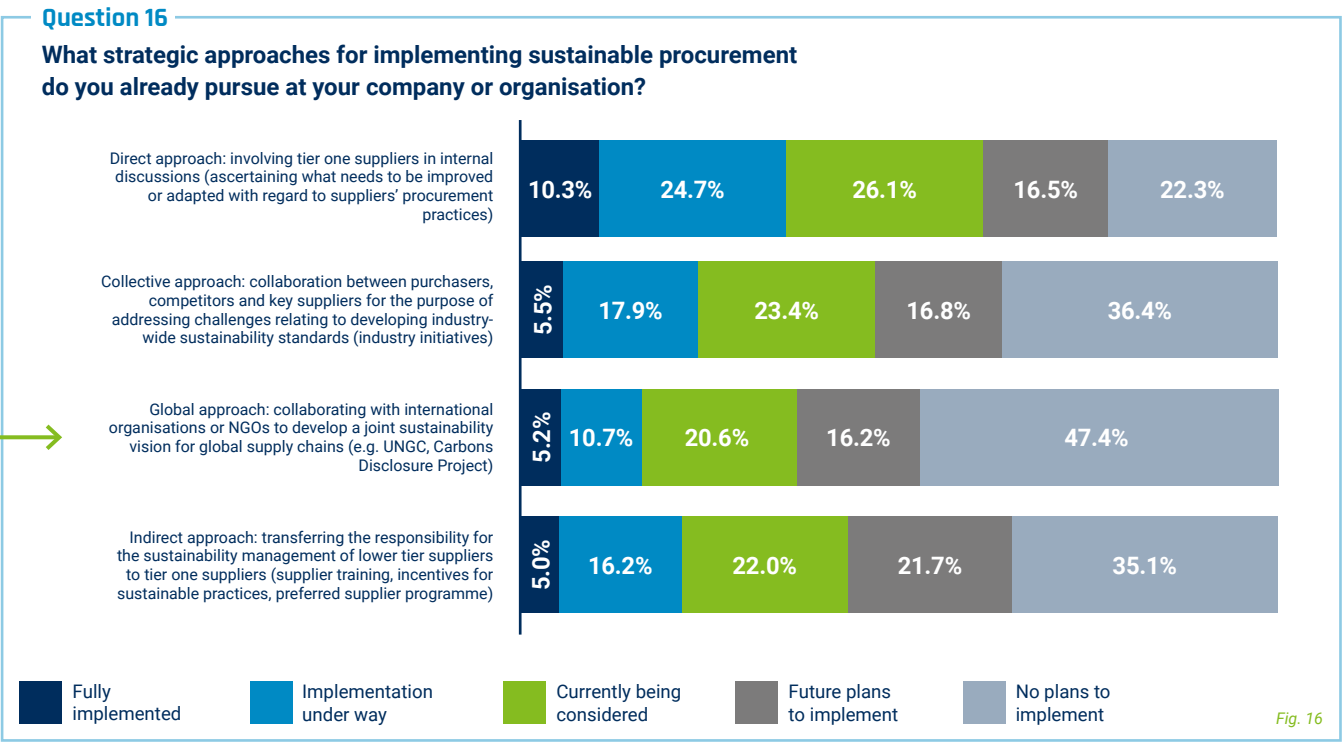 Question 16
What strategic approaches for implementing sustainable procurement
do you already pursue at your company or organisation?
Direct approach: involving tier one suppliers in internal
discussions (ascertaining what needs to be improved
or adapted with regard to suppliers’ procurement
practices)
10.3% 24.7% 26.1% 16.5% 22.3%
Collective approach: collaboration between purchasers,
competitors and key suppliers for the purpose of
addressing challenges relating to developing industry-
wide sustainability standards (industry initiatives)
5.5% 17.9% 23.4% 16.8% 36.4%
Global approach: collaborating with international
organisations or NGOs to develop a joint sustainability
vision for global supply chains (e.g. UNGC, Carbons
Disclosure Project)
5.2% 10.7% 20.6% 16.2% 47.4%
Indirect approach: transferring the responsibility for
the sustainability management of lower tier suppliers
to tier one suppliers (supplier training, incentives for
sustainable practices, preferred supplier programme)
5.0% 16.2% 22.0% 21.7% 35.1%
Fully
implemented
Implementation
under way
Currently being
considered
Future plans
to implement
No plans to
implement
Fig. 16